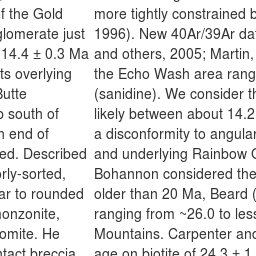 f the Gold
glomerate just
14.4 ± 0.3 Ma
ts overlying
Butte
o south of
n end of
ed. Described
orly-sorted,
ar to rounded
nonzonite,
omite. He
ntact breccia
more tightly constrained b
1996). New 40Ar/39Ar da
and others, 2005; Martin,
the Echo Wash area rang
(sanidine). We consider th
likely between about 14.2
a disconformity to angular
and underlying Rainbow G
Bohannon considered the
older than 20 Ma, Beard (
ranging from ~26.0 to less
Mountains. Carpenter and
age on biotite of 24.3 ± 1